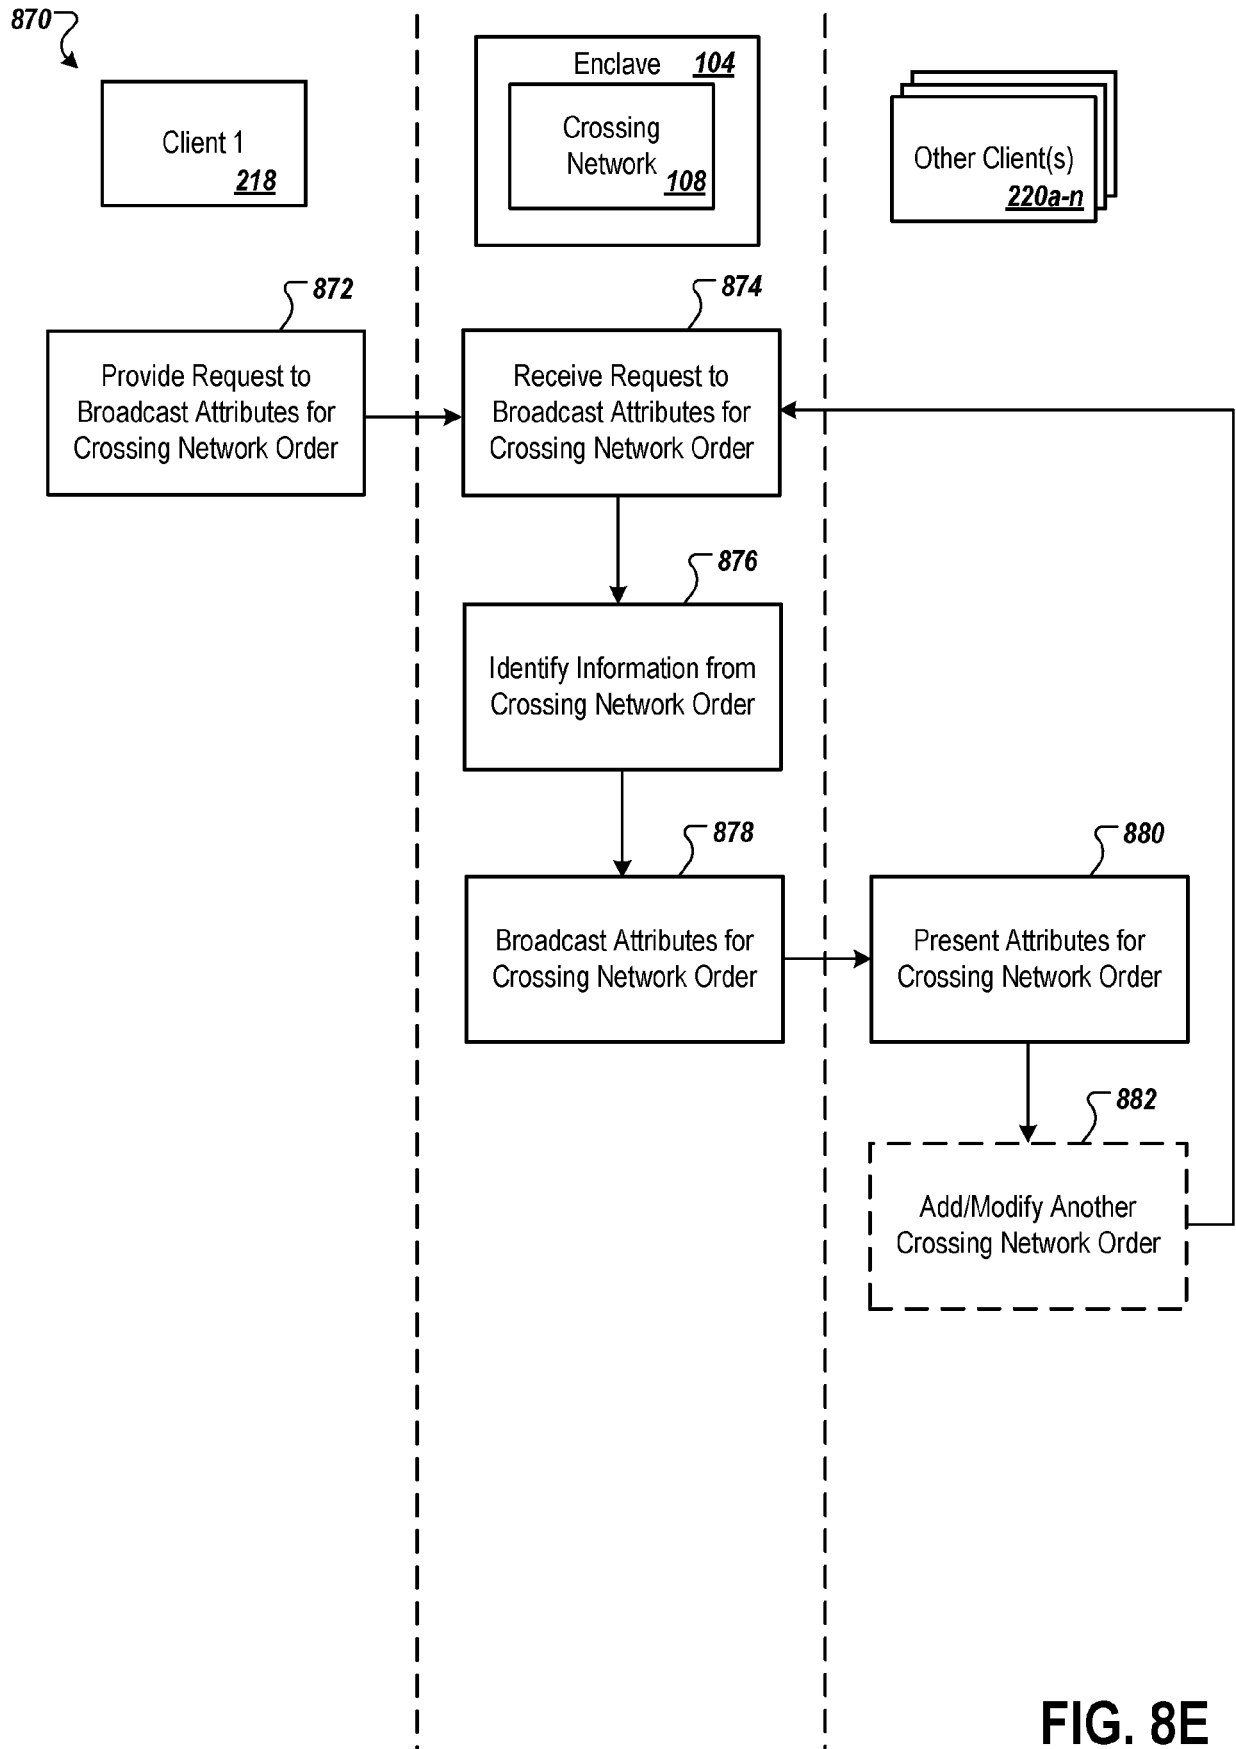 870
Client 1
218
Enclave 104
Crossing
Network
108
Other Client(s)
220a-n
872
Provide Request to
Broadcast Attributes for
Crossing Network Order
874
Receive Request to
Broadcast Attributes for
Crossing Network Order
876
Identify Information from
Crossing Network Order
878
Broadcast Attributes for
Crossing Network Order
880
Present Attributes for
Crossing Network Order
882
Add/Modify Another
Crossing Network Order
FIG. 8E